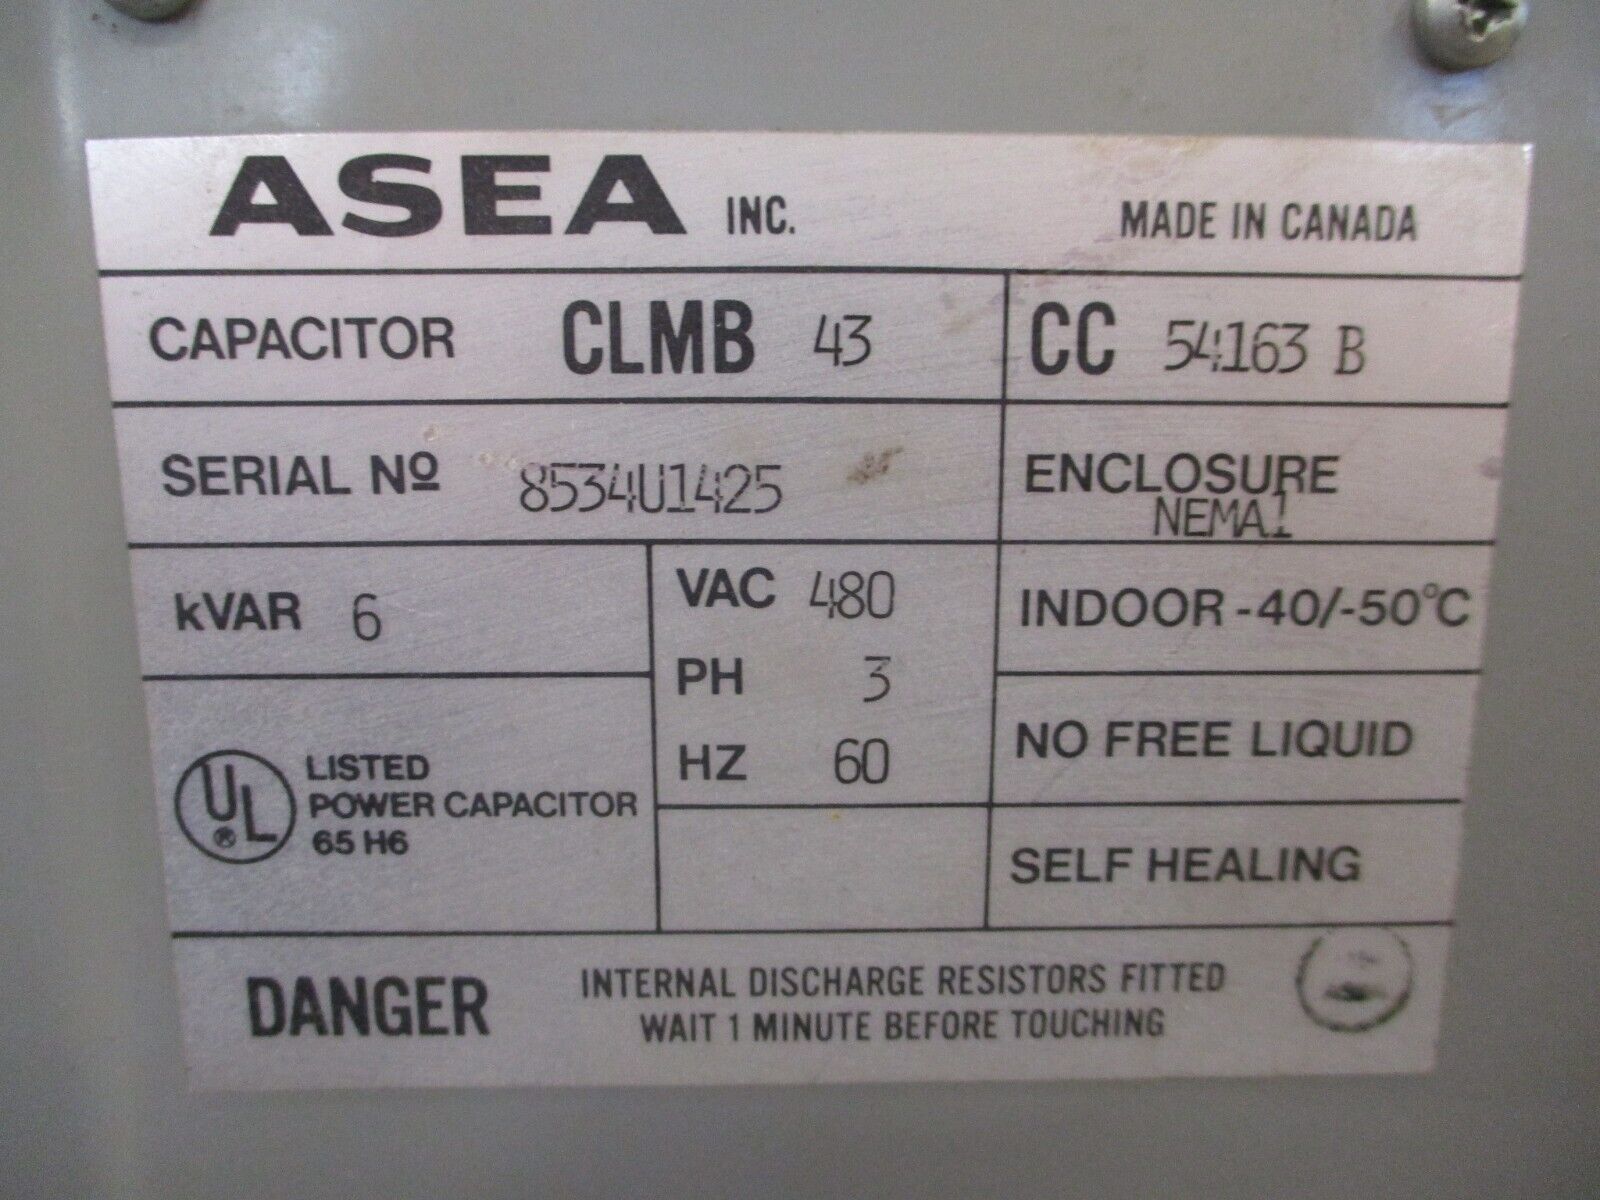 ASEA INC. MADE IN CANADA
CAPACITOR CLMB 43 CC 54163 B
SERIAL Nº 8534U1425 ENCLOSURE
NEMA1
kVAR 6 VAC 480 INDOOR -40/-50°C
PH 3
HZ 60 NO FREE LIQUID
UL® LISTED
POWER CAPACITOR
65 H6
SELF HEALING
DANGER INTERNAL DISCHARGE RESISTORS FITTED
WAIT 1 MINUTE BEFORE TOUCHING